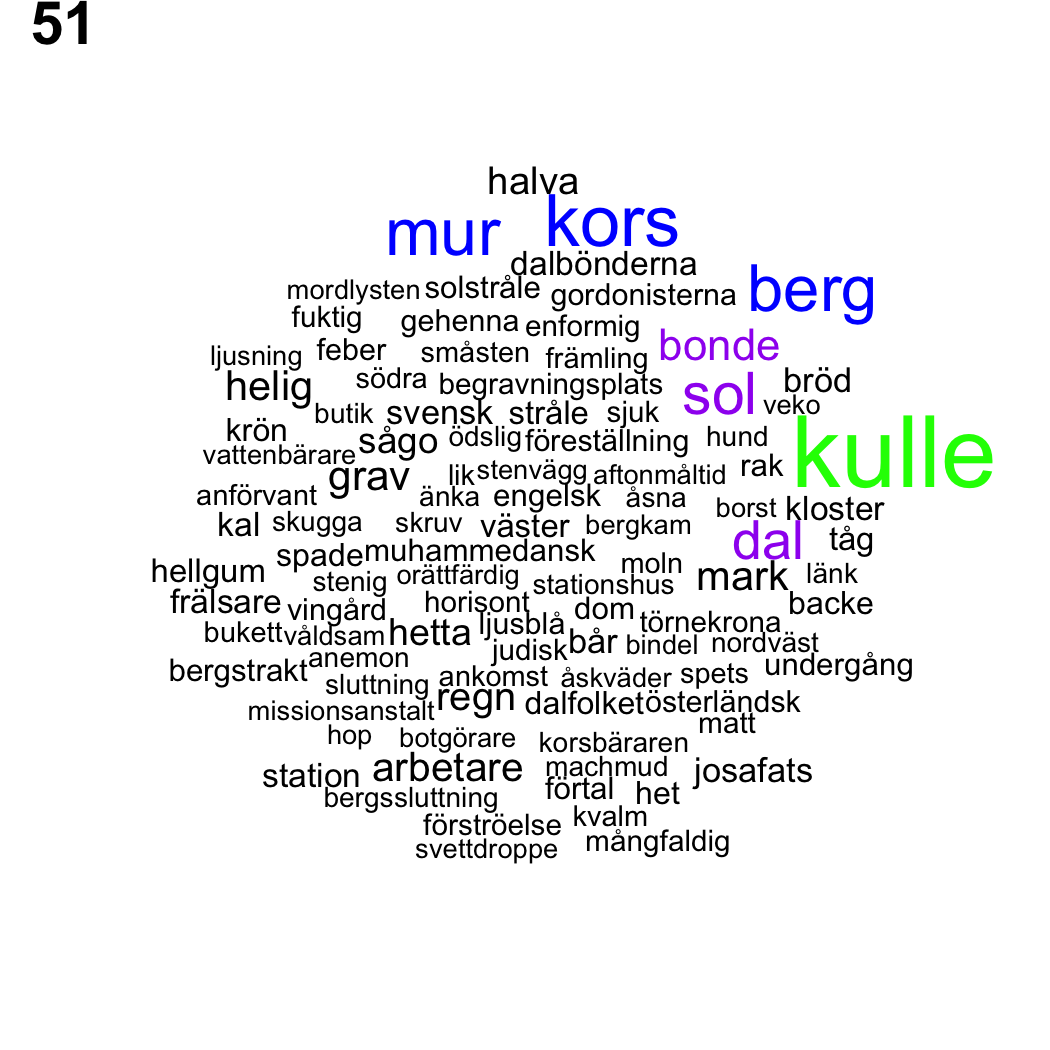 51
halva
mur kors
dalbönderna
mordlysten solstråle gordonisterna berg
fuktig gehenna enformig
ljusning feber småsten främling bonde
helig södra begravningsplats sol bröd
butik svensk stråle sjuk veko
krön sågo ödslig föreställning hund kulle
vattenbärare grav lik stenvägg aftonmåltid rak
anförvant änka engelsk åsna borst kloster
kal skugga skruv väster bergkam dal tåg
spade muhammedansk moln
hellgum stenig orättfärdig stationshus mark länk
frälsare vingård horisont dom backe
bukett våldsam hetta ljusblå bår törnekrona
judisk bindel nordväst
bergstrakt anemon ankomst åskväder spets undergång
sluttning regn dalfolket österländsk
missionsanstalt matt
hop botgörare korsbäraren
station arbetare machmud josafats
bergssluttning förtal het
förströelse kvalm
svettdroppe mångfaldig